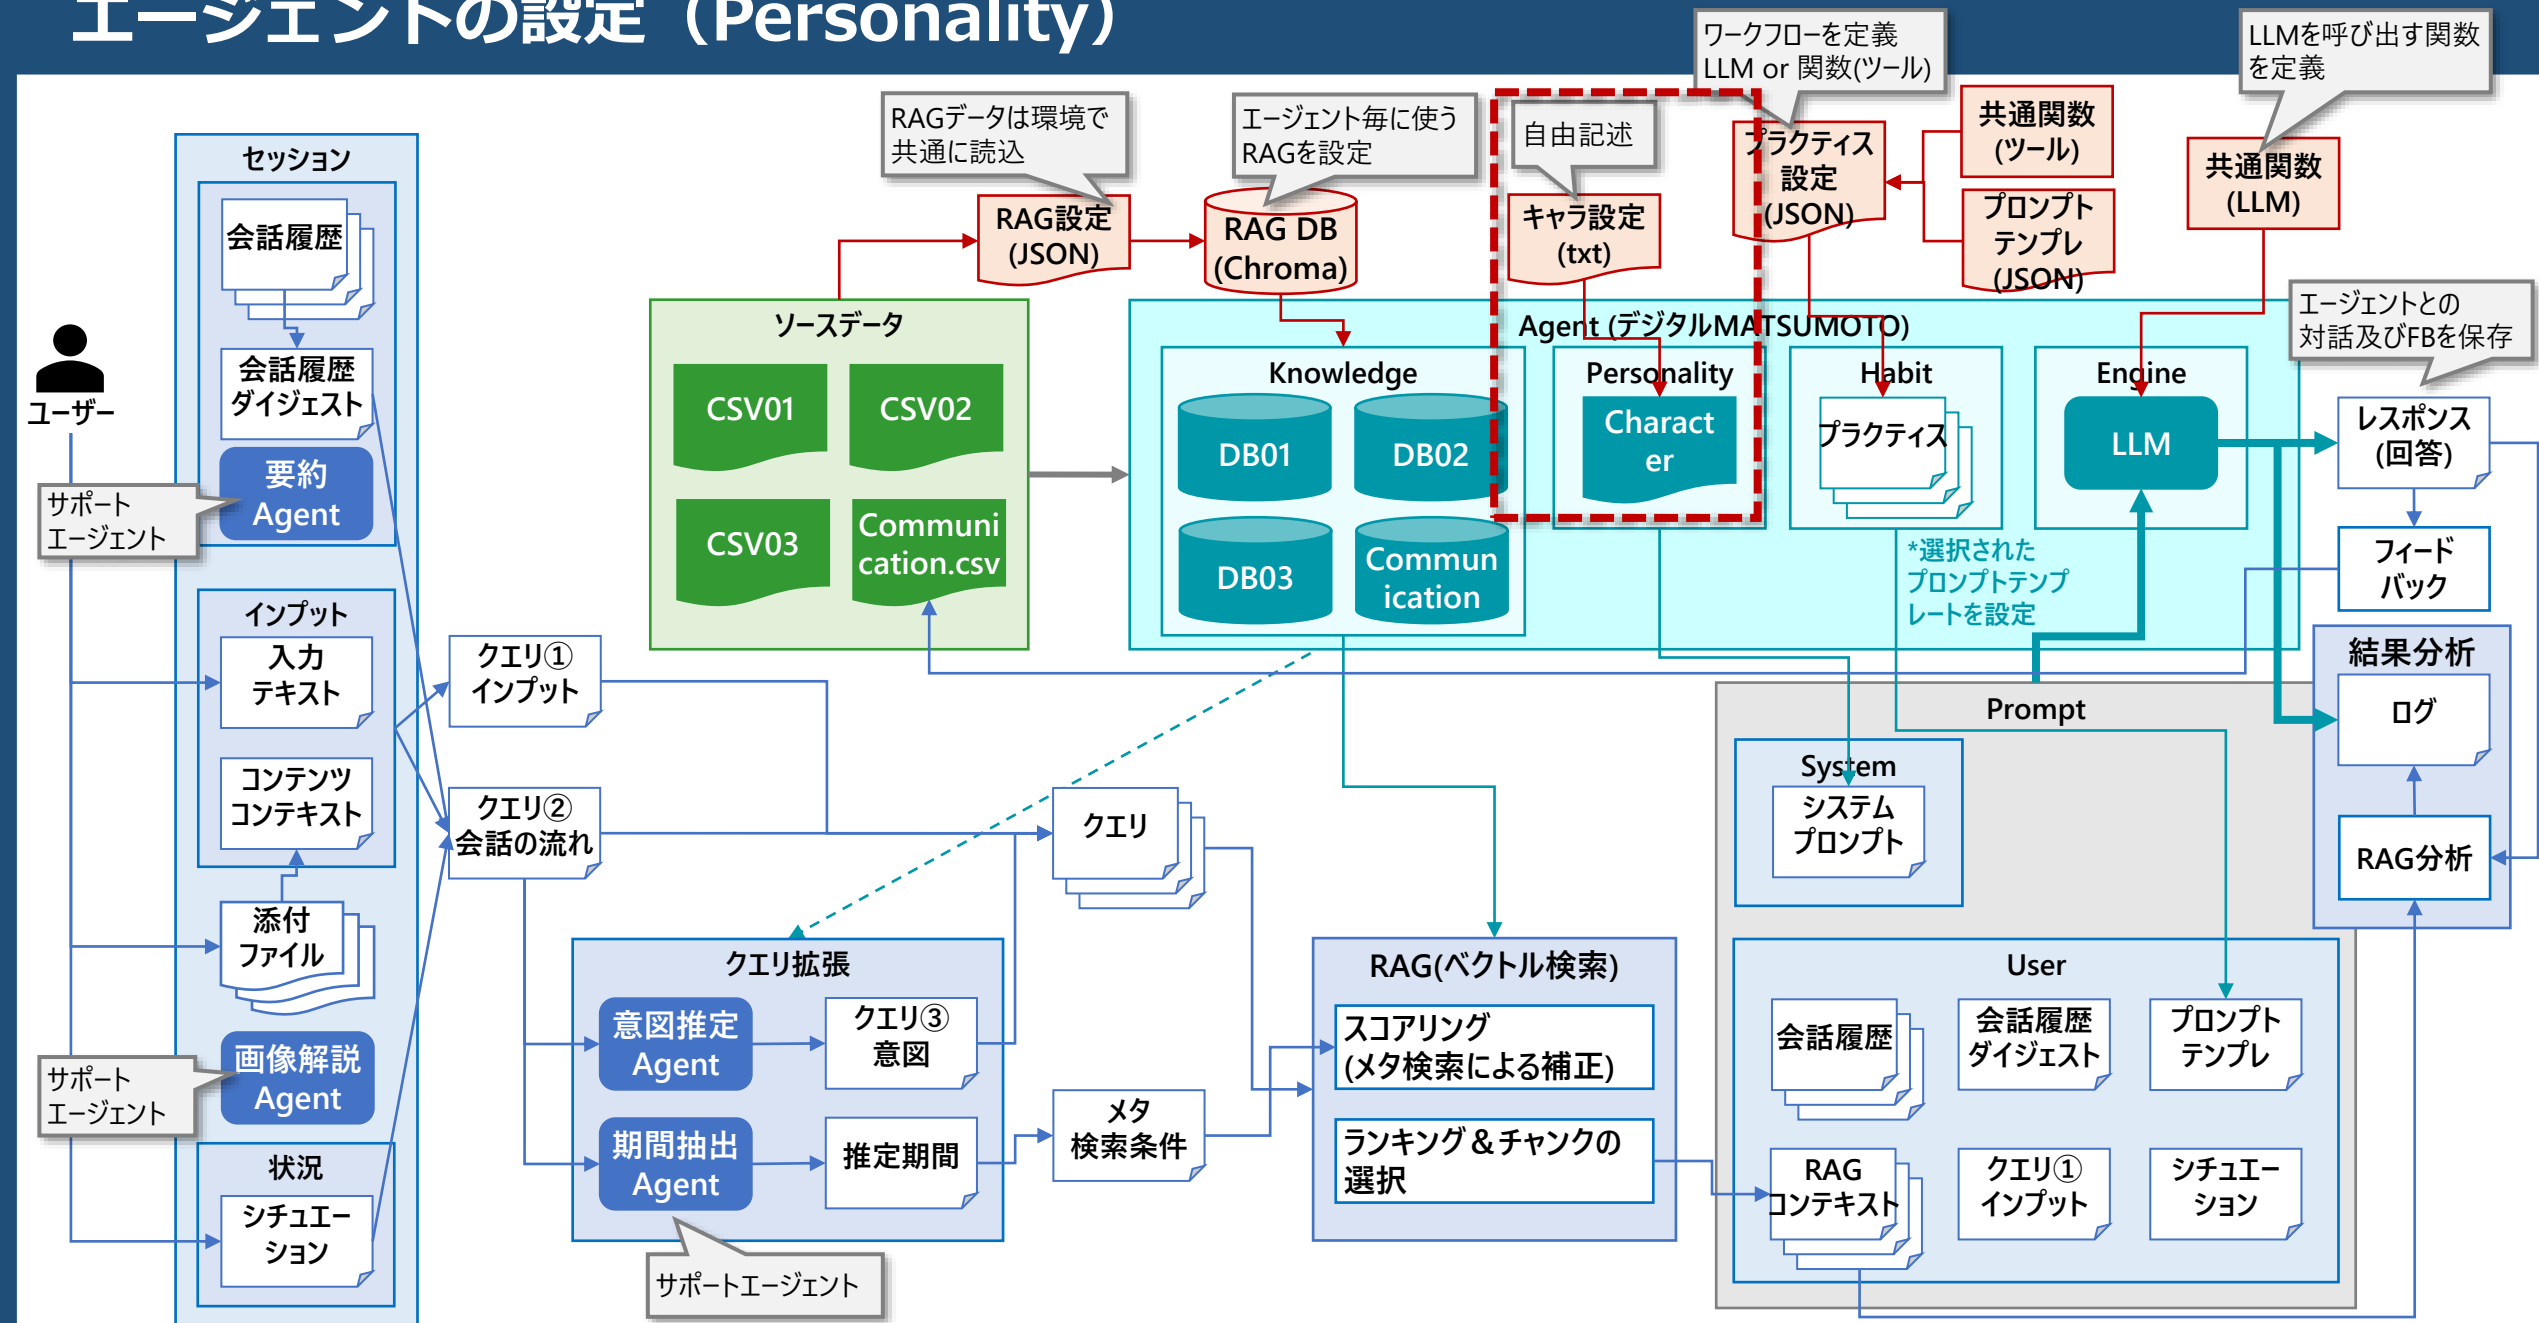 エージェントの設定（Personality）
ワークフローを定義
LLM or 関数(ツール)
LLMを呼び出す関数
を定義
RAGデータは環境で
共通に読込
エージェント毎に使う
RAGを設定
自由記述
プラクティス
設定
(JSON)
共通関数
(ツール)
プロンプト
テンプレ
(JSON)
共通関数
(LLM)
RAG設定
(JSON)
RAG DB
(Chroma)
キャラ設定
(txt)
エージェントとの
対話及びFBを保存
セッション
会話履歴
会話履歴
ダイジェスト
要約
Agent
サポート
エージェント
ユーザー
インプット
入力
テキスト
コンテンツ
コンテキスト
添付
ファイル
画像解説
Agent
サポート
エージェント
状況
シチュエー
ション
ソースデータ
CSV01
CSV02
CSV03
Communi
cation.csv
Agent (デジタルMATSUMOTO)
Knowledge
DB01
DB02
DB03
Commun
ication
Personality
Charact
er
Habit
プラクティス
Engine
LLM
*選択された
プロンプトテンプ
レートを設定
レスポンス
(回答)
フィード
バック
結果分析
ログ
RAG分析
クエリ①
インプット
クエリ②
会話の流れ
クエリ
クエリ拡張
意図推定
Agent
クエリ③
意図
期間抽出
Agent
推定期間
サポートエージェント
メタ
検索条件
RAG(ベクトル検索)
スコアリング
(メタ検索による補正)
ランキング＆チャンクの
選択
Prompt
System
システム
プロンプト
User
会話履歴
会話履歴
ダイジェスト
プロンプト
テンプレ
RAG
コンテキスト
クエリ①
インプット
シチュエー
ション